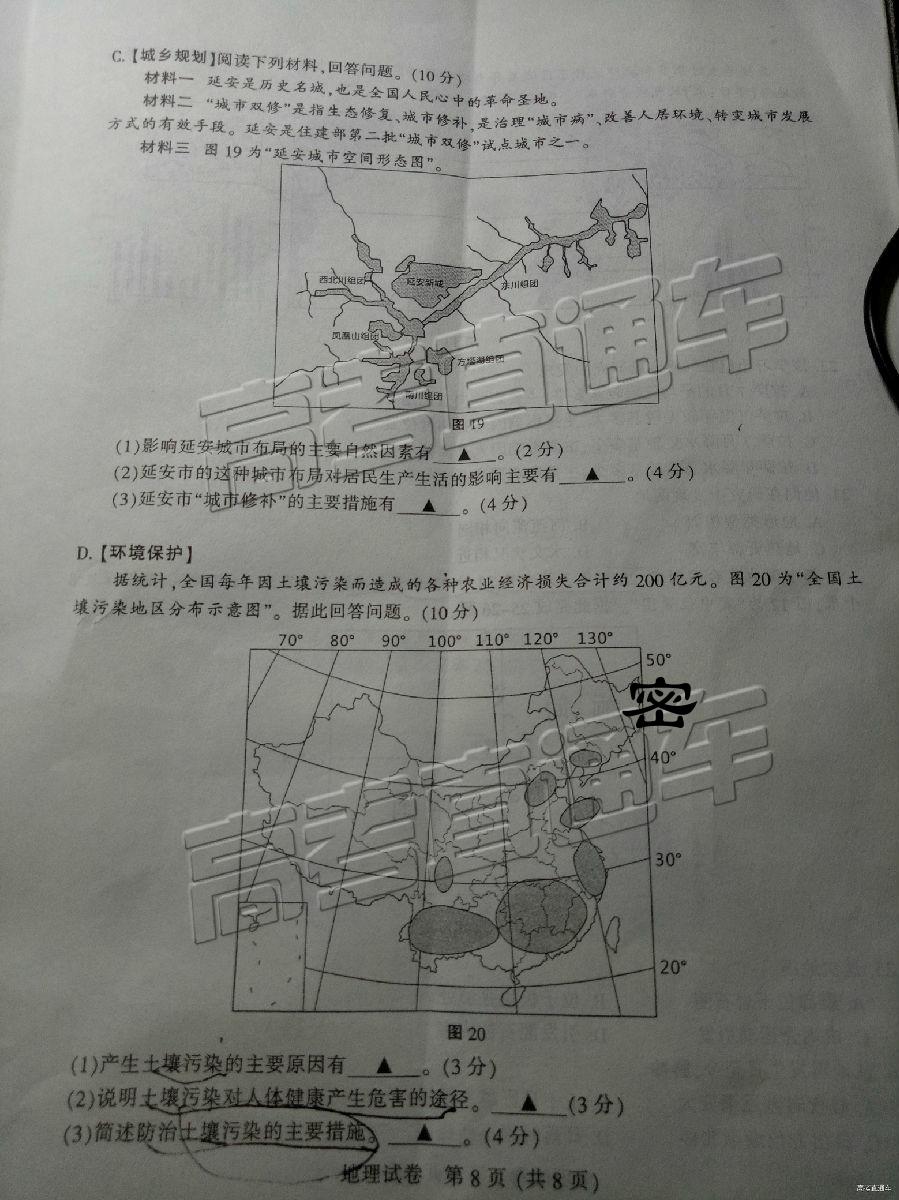 C.【城乡规划】阅读下列材料,回答问题。(10分)
材料一 延安是历史名城,也是全国人民心中的革命圣地。
材料二 “城市双修”是指生态修复、城市修补,是治理“城市病”、改善人居环境、转变城市发展
方式的有效手段。延安是住建部第二批“城市双修”试点城市之一。
材料三 图19为“延安城市空间形态图”。
西北川组团
延安新城
东川组团
凤凰山组团
方塔湖组团
南川组团
图19
(1)影响延安城市布局的主要自然因素有 ▲ 。(2分)
(2)延安市的这种城市布局对居民生产生活的影响主要有 ▲ 。(4分)
(3)延安市“城市修补”的主要措施有 ▲ 。(4分)
D.【环境保护】
据统计,全国每年因土壤污染而造成的各种农业经济损失合计约200亿元。图20为“全国土
壤污染地区分布示意图”。据此回答问题。(10分)
70° 80° 90° 100° 110° 120° 130°
50°
密
40°
30°
20°
图20
(1)产生土壤污染的主要原因有 ▲ 。(3分)
(2)说明土壤污染对人体健康产生危害的途径。 ▲ (3分)
(3)简述防治土壤污染的主要措施。 ▲ 。(4分)
地理试卷 第8页(共8页)
高考直通车
高考直通车
高考直通车